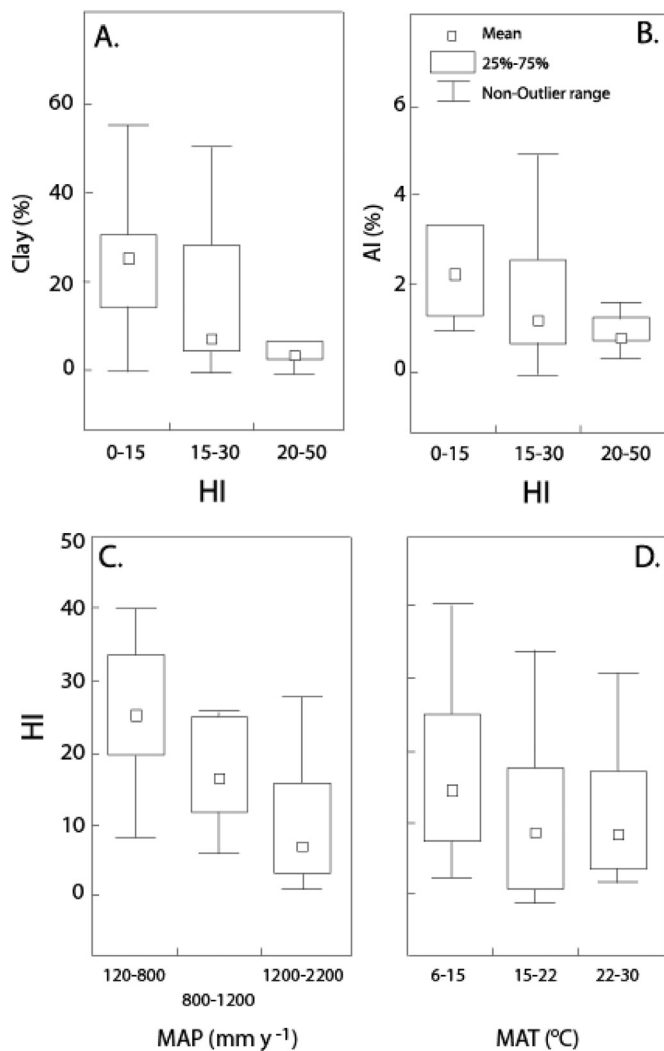 A.
60
40
20
0
Clay (%)
0-15 15-30 20-50
HI
B.
Mean
25%-75%
Non-Outlier range
6
4
2
0
Al (%)
0-15 15-30 20-50
HI
C.
50
40
30
20
10
0
HI
120-800 800-1200 1200-2200
MAP (mm y⁻¹)
D.
6-15 15-22 22-30
MAT (ºC)